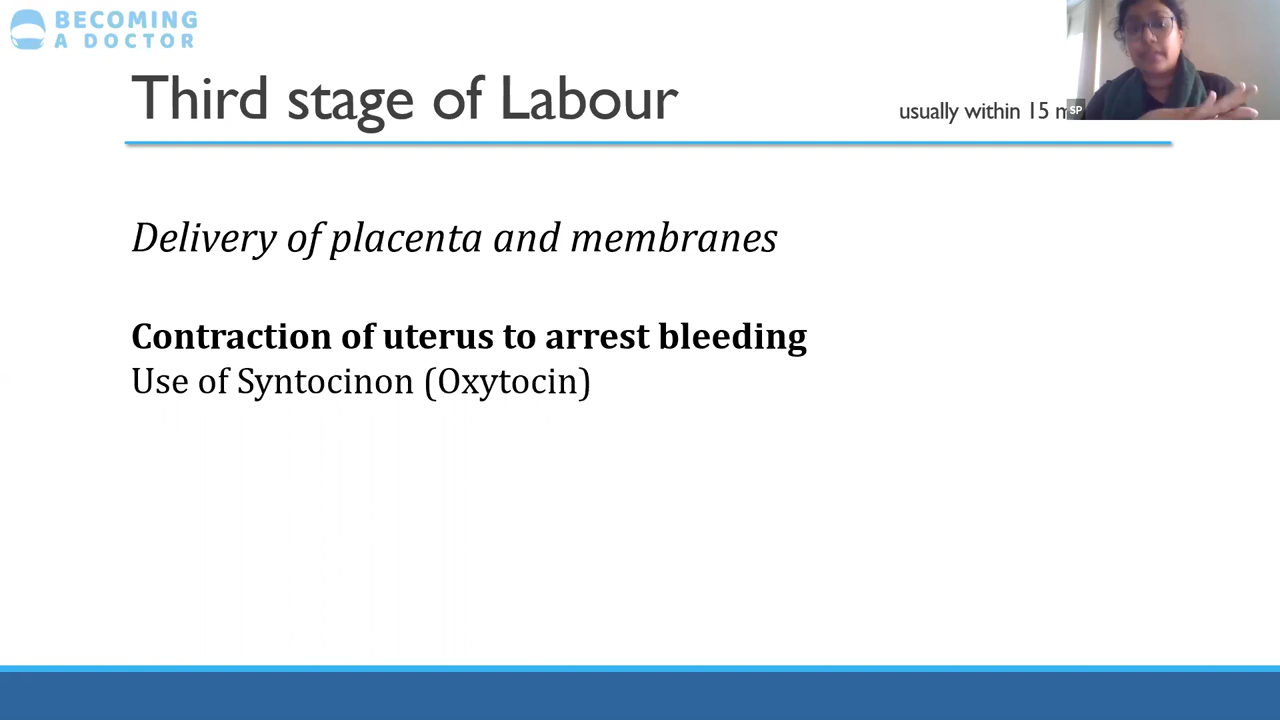 BECOMING
A DOCTOR
Third stage of Labour
usually within 15
SP
Delivery of placenta and membranes
Contraction of uterus to arrest bleeding
Use of Syntocinon (Oxytocin)